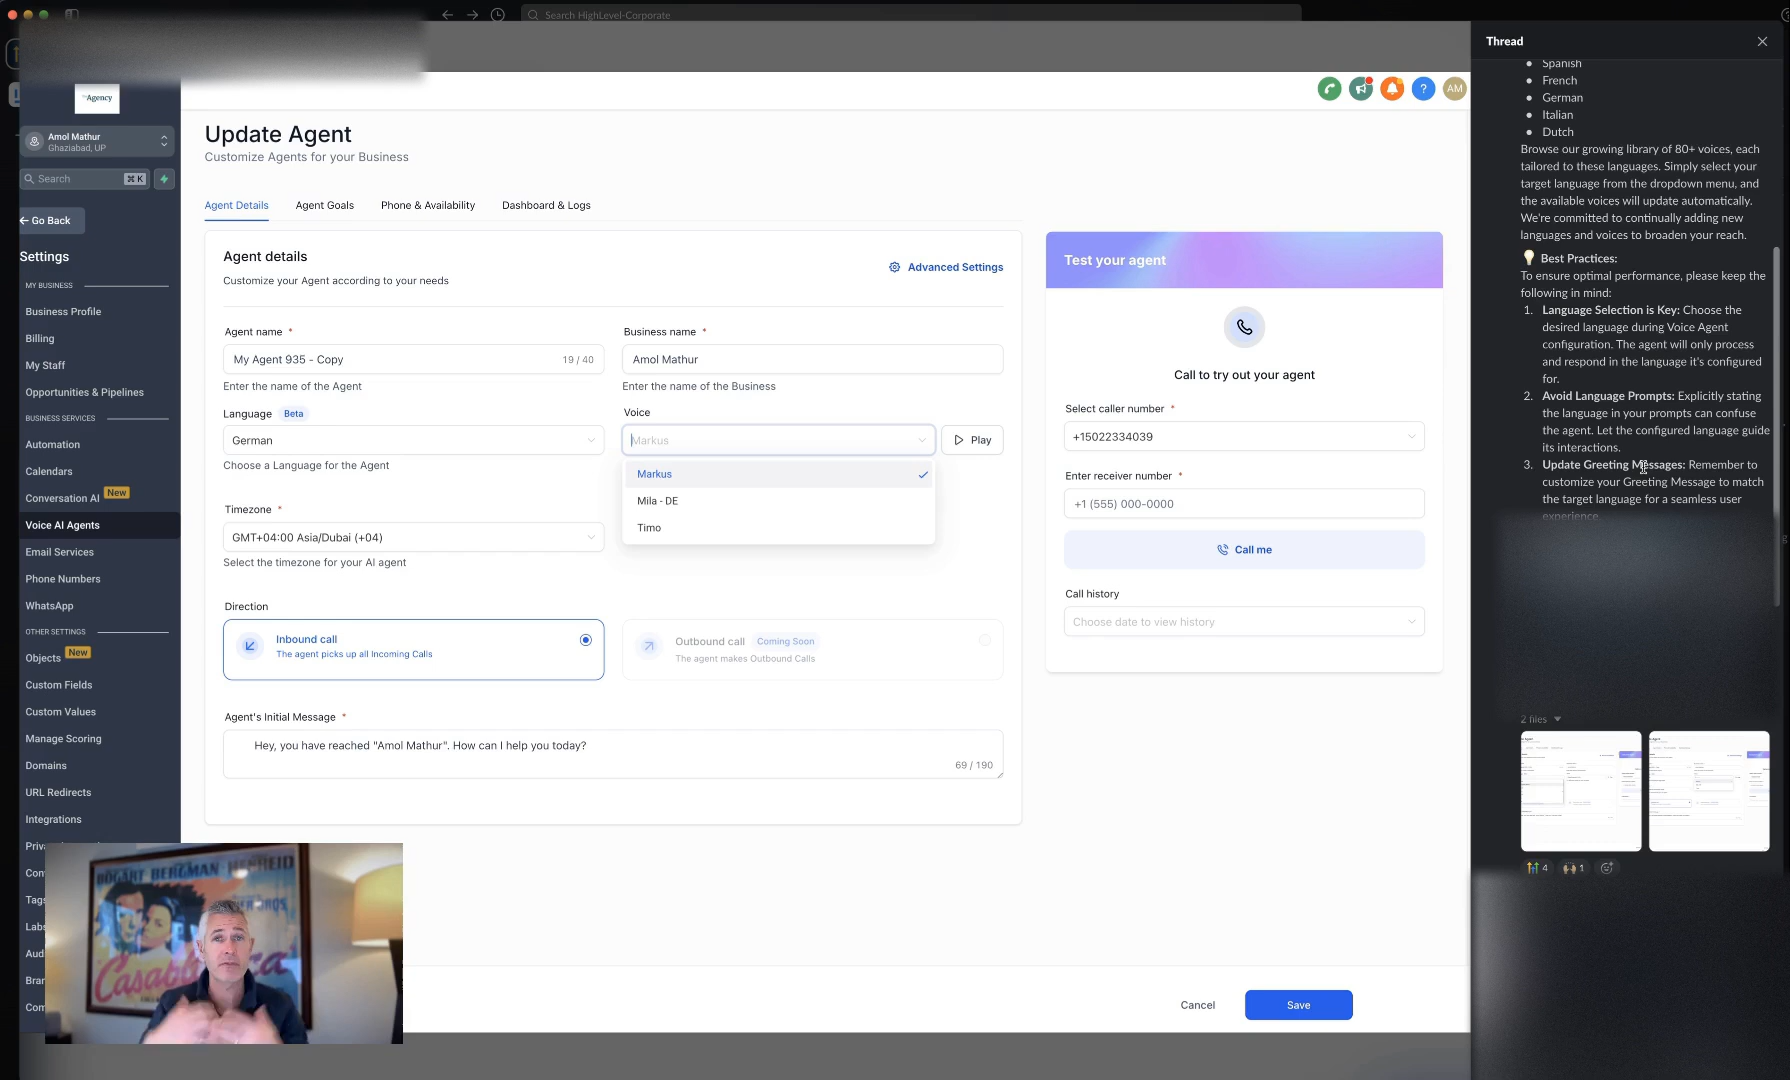 Search HighLevel-Corporate
Agency
Amol Mathur
Ghaziabad, UP
Search
⌘ K
Go Back
Settings
MY BUSINESS
Business Profile
Billing
My Staff
Opportunities & Pipelines
BUSINESS SERVICES
Automation
Calendars
Conversation AI New
Voice AI Agents
Email Services
Phone Numbers
WhatsApp
OTHER SETTINGS
Objects New
Custom Fields
Custom Values
Manage Scoring
Domains
URL Redirects
Integrations
AM
Update Agent
Customize Agents for your Business
Agent Details
Agent Goals
Phone & Availability
Dashboard & Logs
Agent details
Customize your Agent according to your needs
Advanced Settings
Agent name *
My Agent 935 - Copy
19 / 40
Enter the name of the Agent
Business name *
Amol Mathur
Enter the name of the Business
Language Beta
German
Choose a Language for the Agent
Voice
Markus
Play
Markus
Mila - DE
Timo
Timezone *
GMT+04:00 Asia/Dubai (+04)
Select the timezone for your AI agent
Direction
Inbound call
The agent picks up all Incoming Calls
Outbound call Coming Soon
The agent makes Outbound Calls
Agent's Initial Message *
Hey, you have reached "Amol Mathur". How can I help you today?
69 / 190
Test your agent
Call to try out your agent
Select caller number *
+15022334039
Enter receiver number *
+1 (555) 000-0000
Call me
Call history
Choose date to view history
Cancel
Save
BOGART BERGMAN HENREID
Thread
Spanish
French
German
Italian
Dutch
Browse our growing library of 80+ voices, each
tailored to these languages. Simply select your
target language from the dropdown menu, and
the available voices will update automatically.
We're committed to continually adding new
languages and voices to broaden your reach.
Best Practices:
To ensure optimal performance, please keep the
following in mind:
1. Language Selection is Key: Choose the
desired language during Voice Agent
configuration. The agent will only process
and respond in the language it's configured
for.
2. Avoid Language Prompts: Explicitly stating
the language in your prompts can confuse
the agent. Let the configured language guide
its interactions.
3. Update Greeting Messages: Remember to
customize your Greeting Message to match
the target language for a seamless user
experience.
2 files
4
1